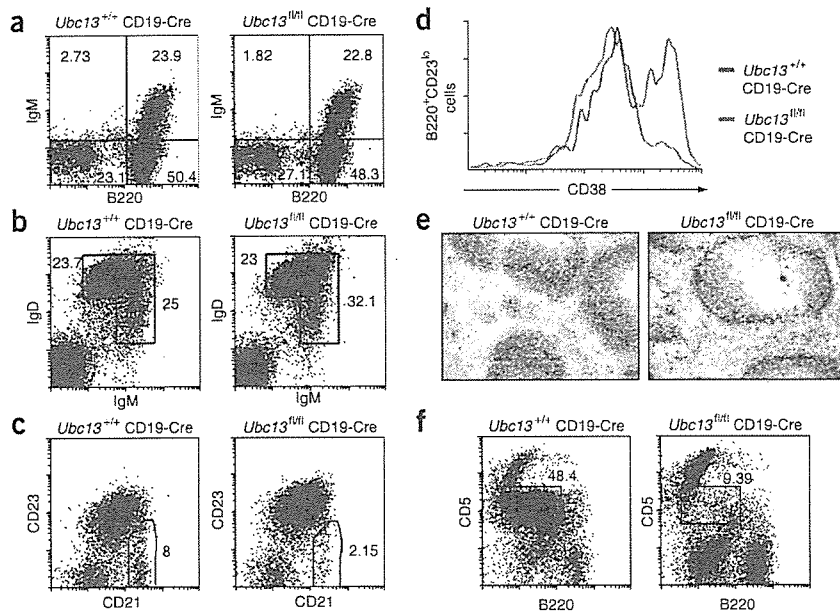 a
Ubc13+/+ CD19-Cre
Ubc13fl/fl CD19-Cre
2.73
23.9
1.82
22.8
IgM
IgM
23.1
50.4
27.1
48.3
B220
B220
b
Ubc13+/+ CD19-Cre
Ubc13fl/fl CD19-Cre
23.7
25
23
32.1
IgD
IgD
IgM
IgM
c
Ubc13+/+ CD19-Cre
Ubc13fl/fl CD19-Cre
CD23
CD23
8
2.15
CD21
CD21
d
B220+CD23lo
cells
CD38
Ubc13+/+
CD19-Cre
Ubc13fl/fl
CD19-Cre
e
Ubc13+/+ CD19-Cre
Ubc13fl/fl CD19-Cre
f
Ubc13+/+ CD19-Cre
Ubc13fl/fl CD19-Cre
48.4
9.39
CD5
CD5
B220
B220